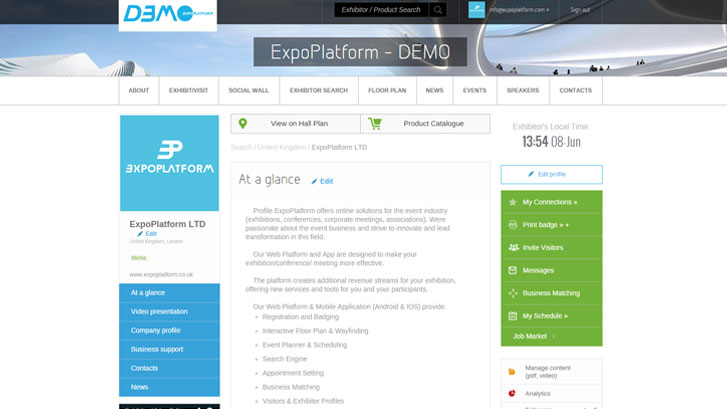 DEMO
EXPOPLATFORM
Exhibitor / Product Search
info@expoplatform.com »
Sign out
ExpoPlatform - DEMO
ABOUT
EXHIBIT/VISIT
SOCIAL WALL
EXHIBITOR SEARCH
FLOOR PLAN
NEWS
EVENTS
SPEAKERS
CONTACTS
EXPOPLATFORM
ExpoPlatform LTD
Edit
United Kingdom, London
Media
www.expoplatform.co.uk
At a glance
Video presentation
Company profile
Business support
Contacts
News
View on Hall Plan
Product Catalogue
Search / United Kingdom / ExpoPlatform LTD
At a glance Edit
Profile ExpoPlatform offers online solutions for the event industry
(exhibitions, conferences, corporate meetings, associations). Wenr
passionate about the event business and strive to innovate and lead
transformation in this field.
Our Web Platform and App are designed to make your
exhibition/conference/ meeting more effective.
The platform creates additional revenue streams for your exhibition,
offering new services and tools for you and your participants.
Our Web Platform & Mobile Application (Android & IOS) provide:
Registration and Badging
Interactive Floor Plan & Wayfinding
Event Planner & Scheduling
Search Engine
Appointment Setting
Business Matching
Visitors & Exhibitor Profiles
Exhibitor's Local Time
13:54 08-Jun
Edit profile
My Connections »
Print badge » +
Invite Visitors
Messages
Business Matching
My Schedule »
Job Market ›
Manage content
(pdf, video)
Analytics